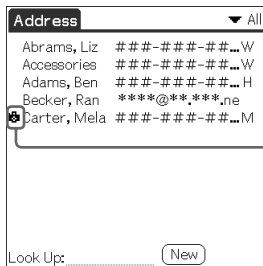 Address ▼ All
Abrams, Liz ###-###-##...W
Accessories ###-###-##...W
Adams, Ben ###-###-##...H
Becker, Ran ****@**.***.ne
Carter, Mela ###-###-##...M
Look Up: New